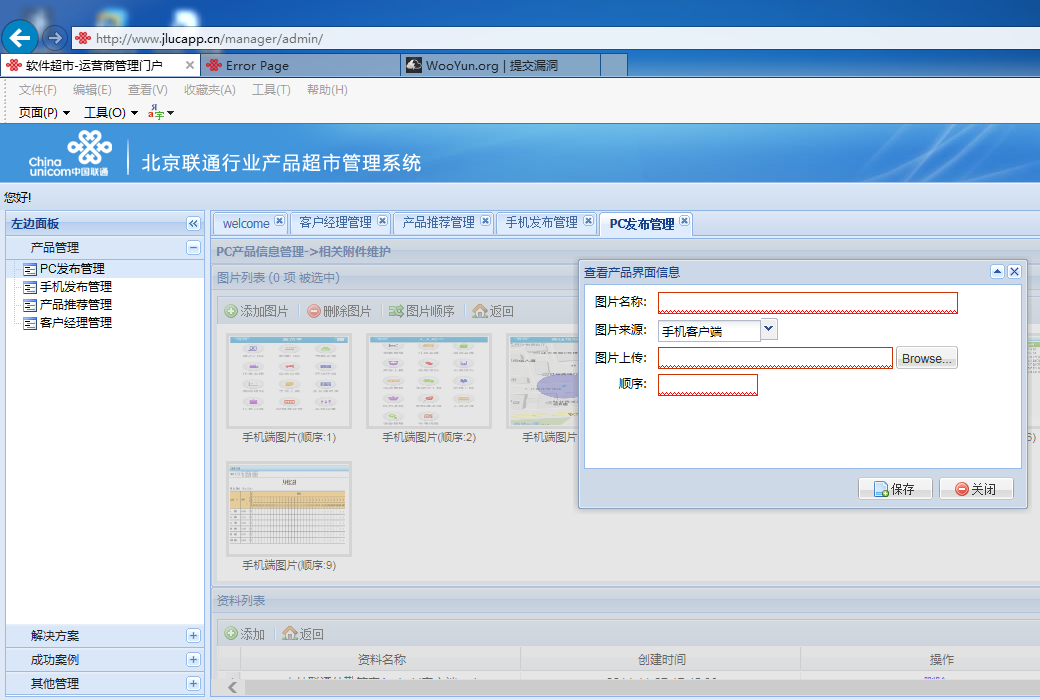 http://www.jlucapp.cn/manager/admin/
软件超市-运营商管理门户 Error Page WooYun.org | 提交漏洞
文件(F) 编辑(E) 查看(V) 收藏夹(A) 工具(T) 帮助(H)
页面(P) 工具(O)
China unicom中国联通 北京联通行业产品超市管理系统
您好!
左边面板
产品管理
PC发布管理
手机发布管理
产品推荐管理
客户经理管理
解决方案
成功案例
其他管理
welcome 客户经理管理 产品推荐管理 手机发布管理 PC发布管理
PC产品信息管理->相关附件维护
图片列表 (0 项 被选中)
添加图片 删除图片 图片顺序 返回
手机端图片(顺序:1) 手机端图片(顺序:2) 手机端图片
手机端图片(顺序:9)
查看产品界面信息
图片名称:
图片来源: 手机客户端
图片上传: Browse...
顺序:
保存 关闭
资料列表
添加 返回
资料名称 创建时间 操作